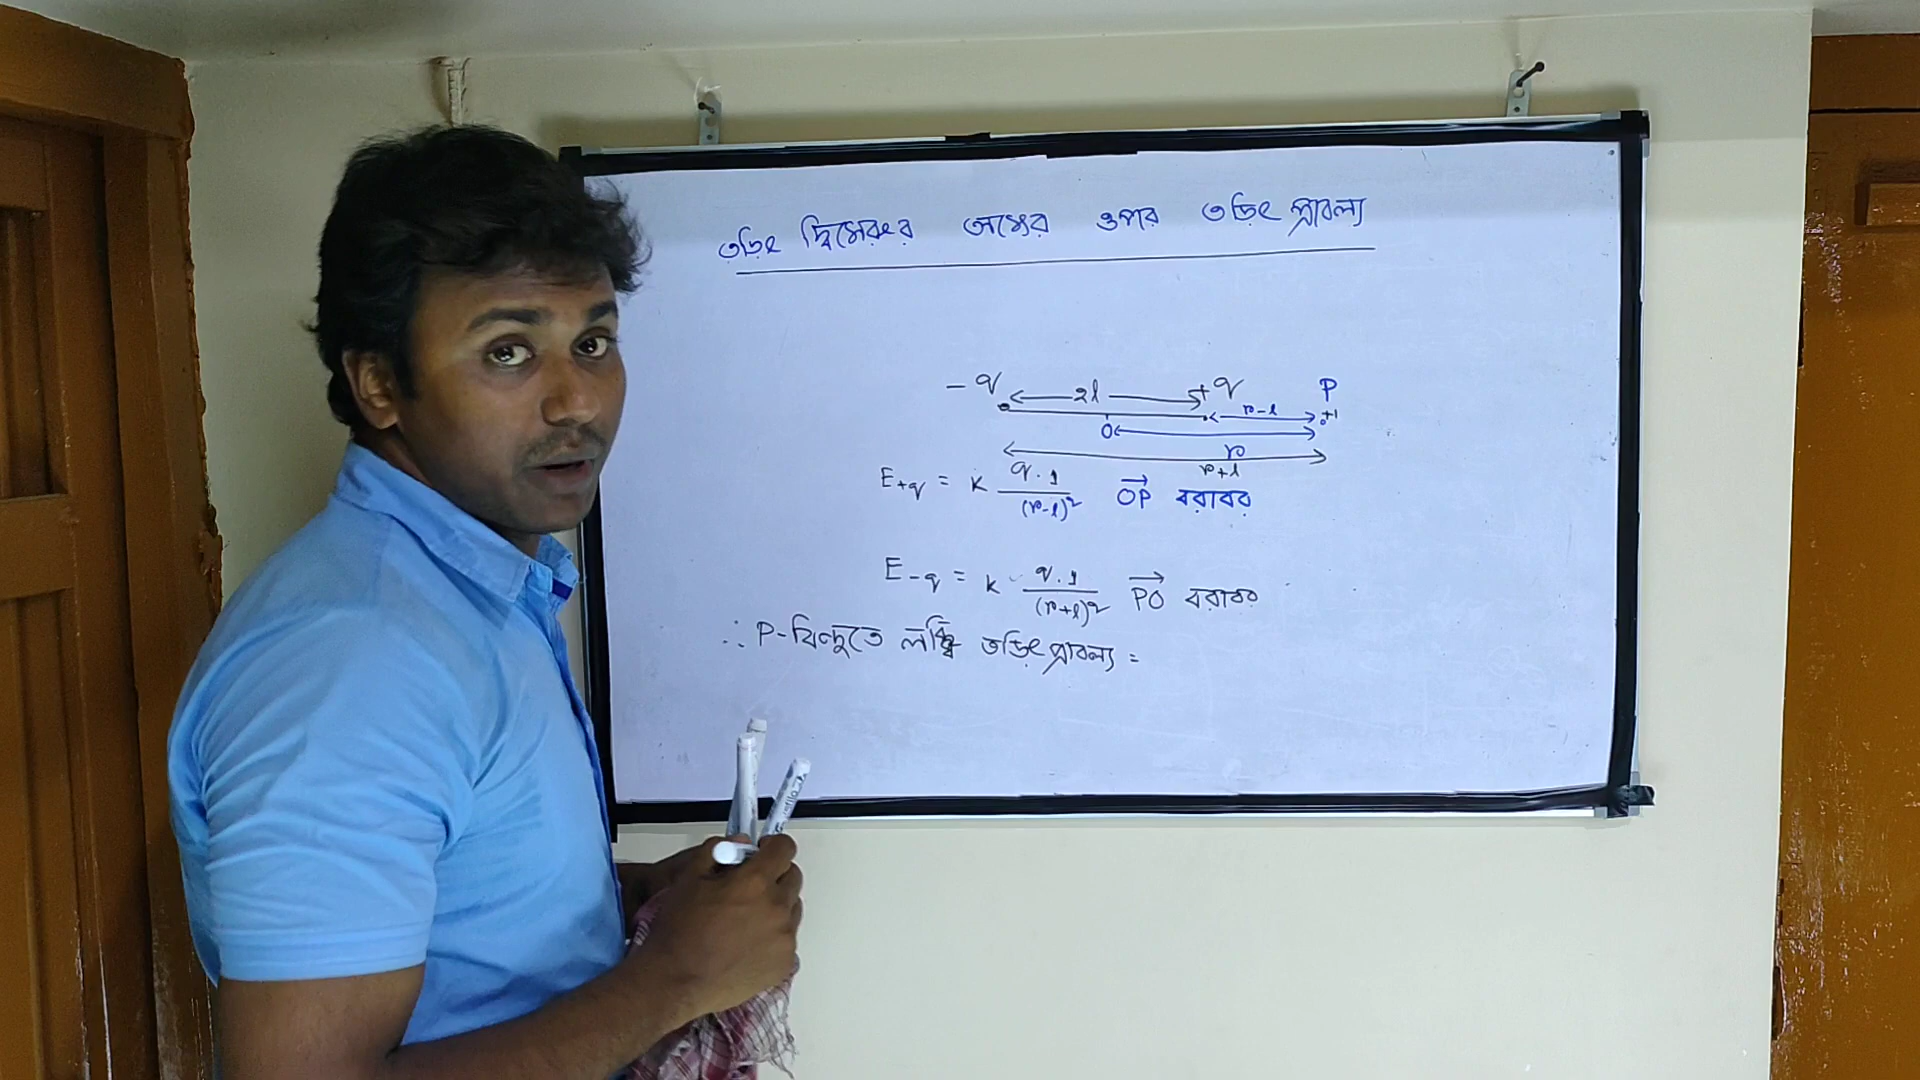 তড়িৎ দ্বিমেরুর অক্ষের ওপর তড়িৎ প্রাবল্য
-q 2l +q P
r-l +1
O
r
r+l
E+q = k q.1/(r-l)² OP→ বরাবর
E-q = k q.1/(r+l)² PO→ বরাবর
∴ P-বিন্দুতে লব্ধি তড়িৎ প্রাবল্য =